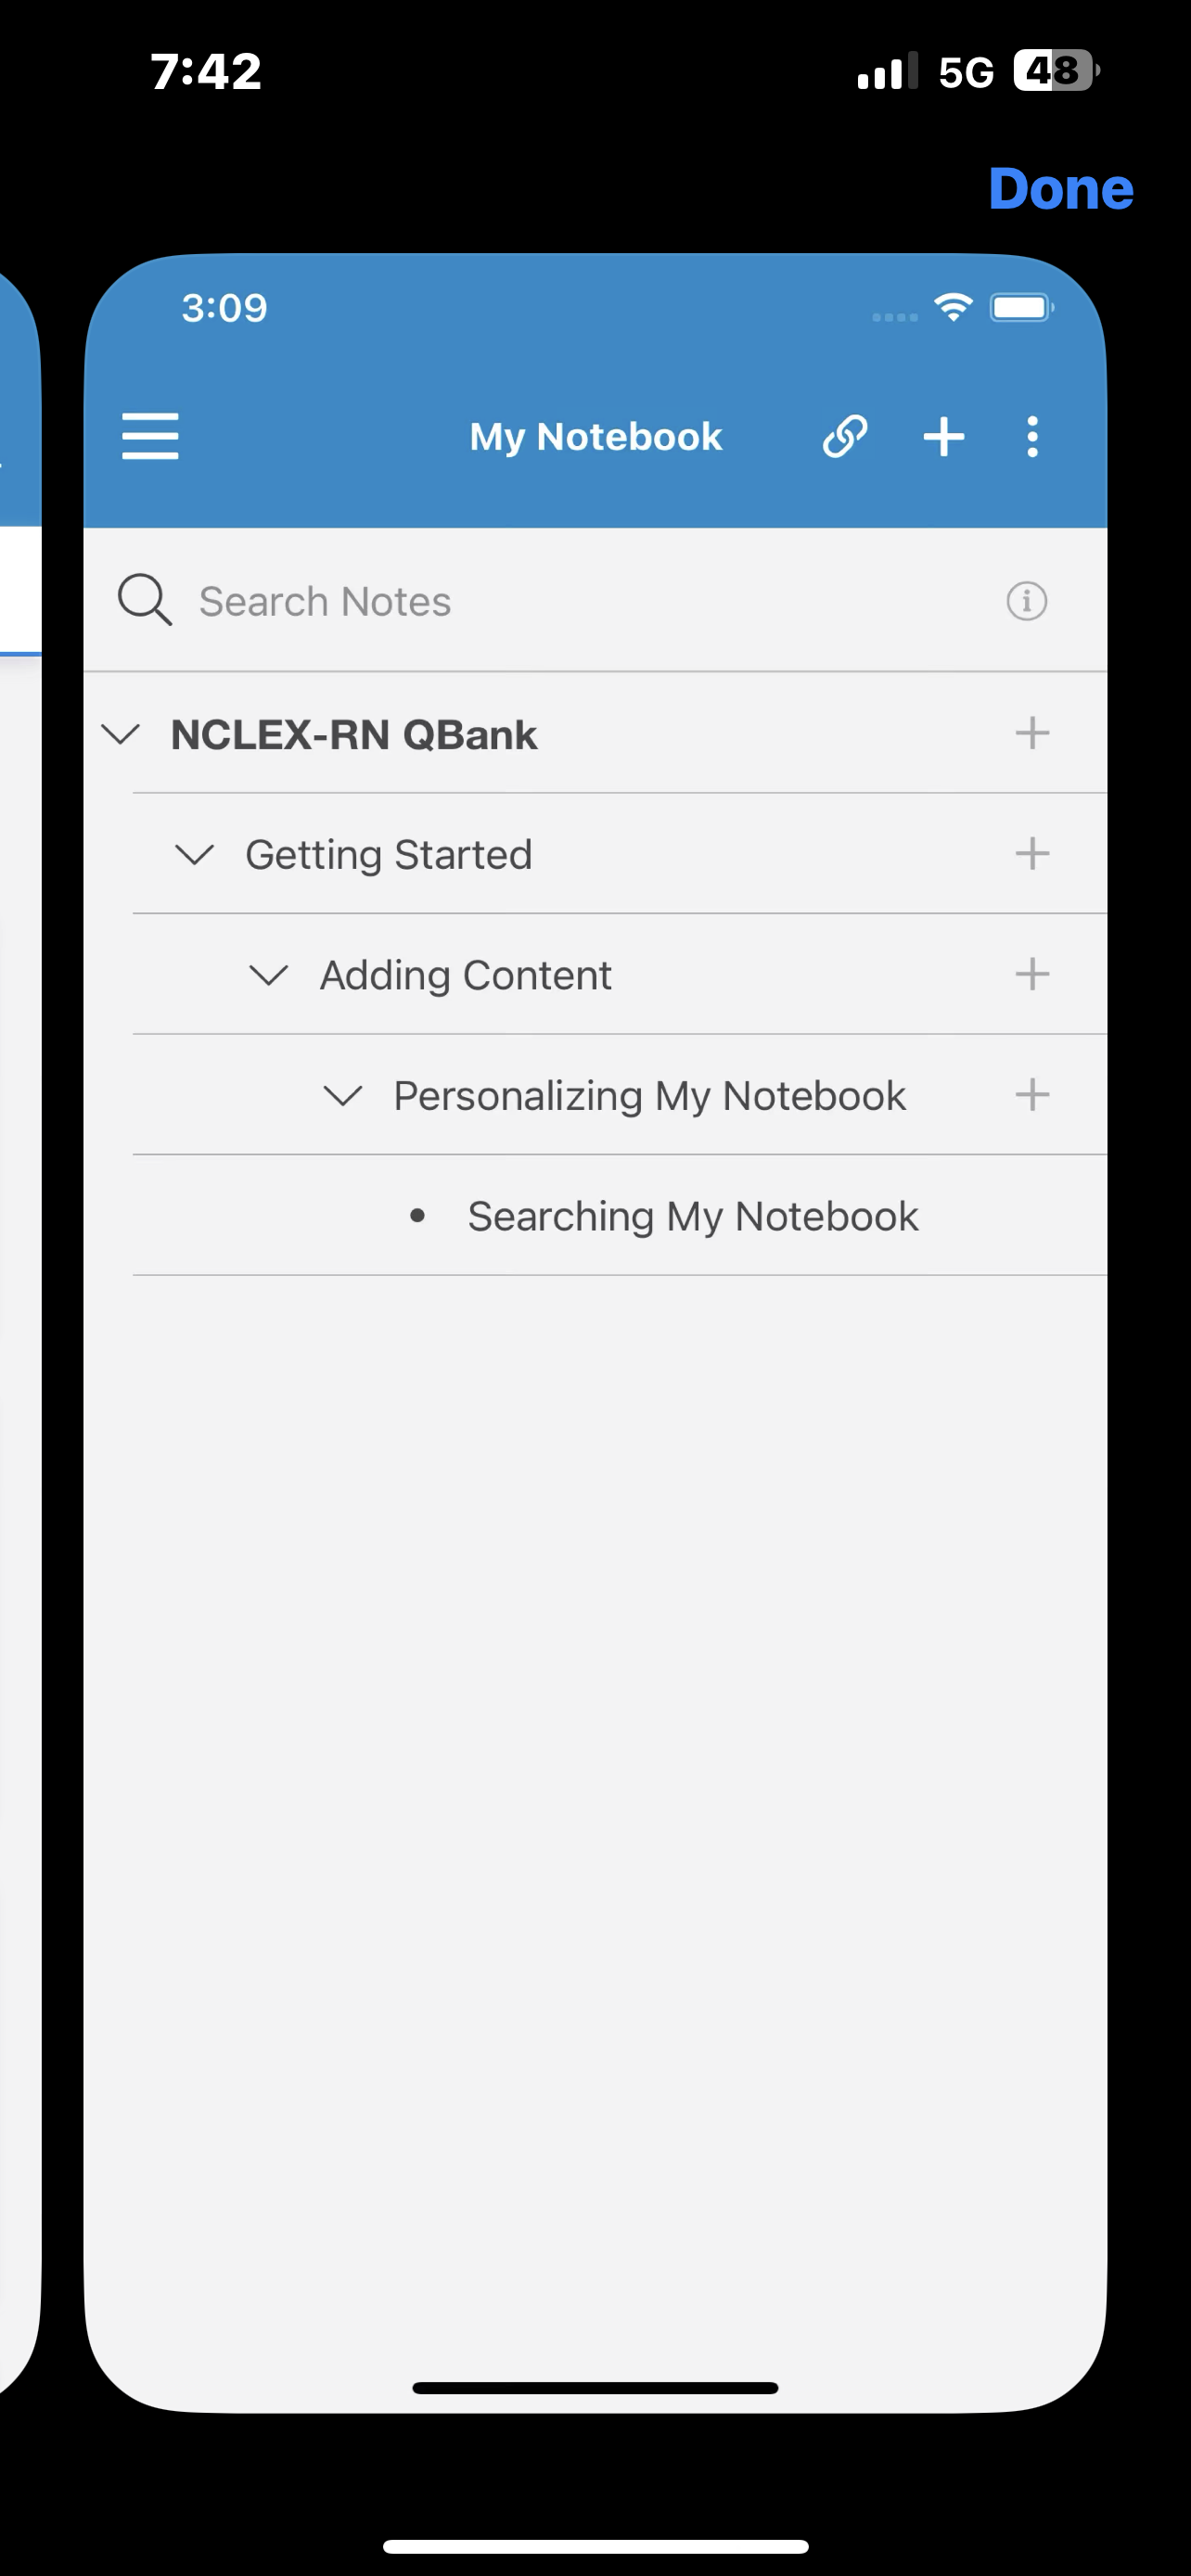 7:42
5G
48
Done
3:09
My Notebook
Search Notes
NCLEX-RN QBank
Getting Started
Adding Content
Personalizing My Notebook
• Searching My Notebook